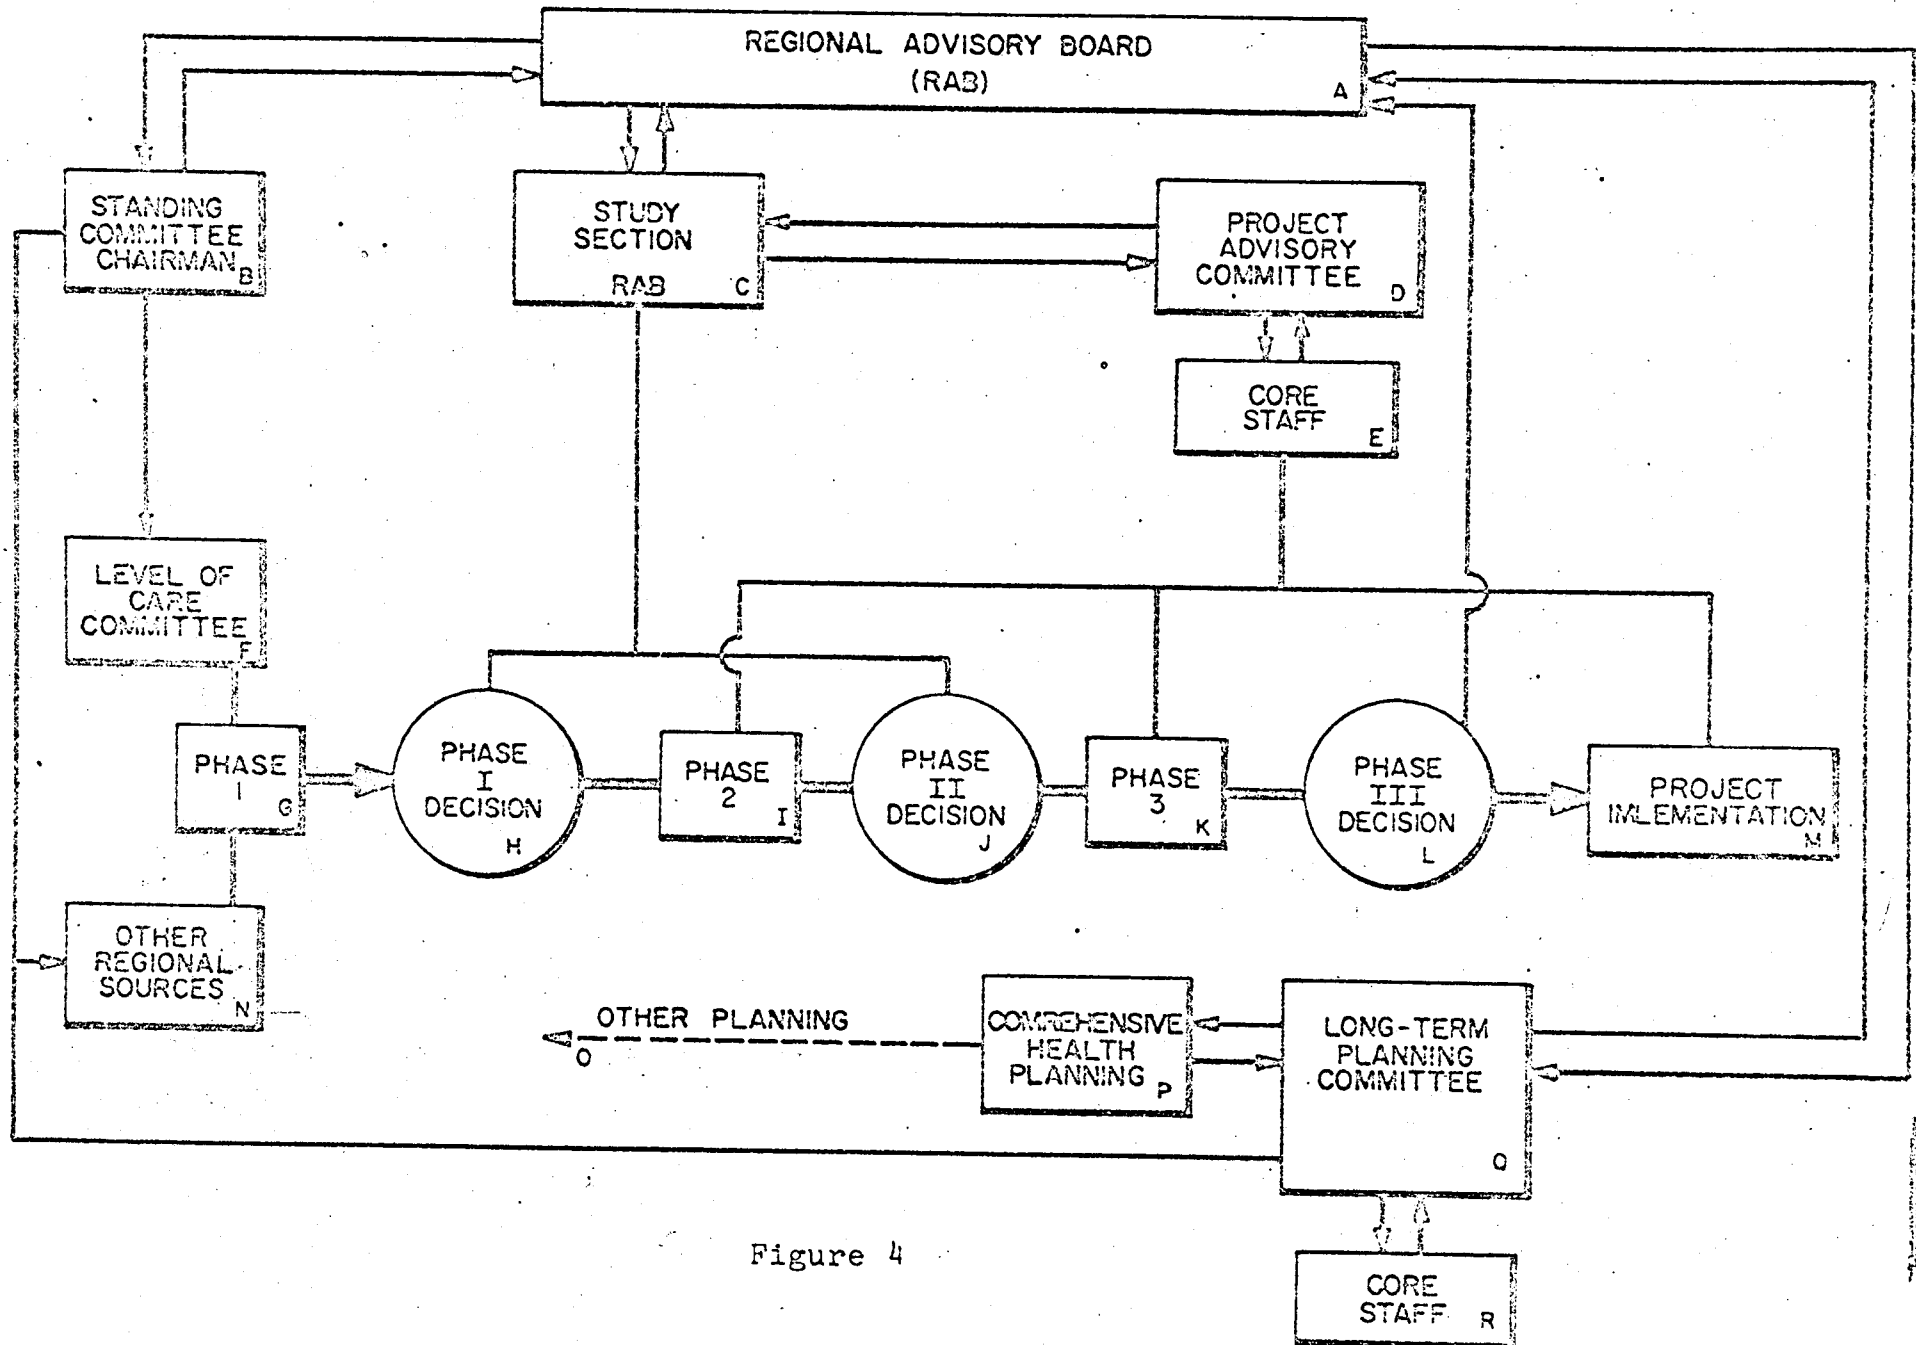 REGIONAL ADVISORY BOARD
(RAB)
A
STANDING
COMMITTEE
CHAIRMAN
B
STUDY
SECTION
RAB
C
PROJECT
ADVISORY
COMMITTEE
D
CORE
STAFF
E
LEVEL OF
CARE
COMMITTEE
F
PHASE
1
G
PHASE
I
DECISION
H
PHASE
2
I
PHASE
II
DECISION
J
PHASE
3
K
PHASE
III
DECISION
L
PROJECT
IMLEMENTATION
M
OTHER
REGIONAL
SOURCES
N
OTHER PLANNING
O
COMREHENSIVE
HEALTH
PLANNING
P
LONG-TERM
PLANNING
COMMITTEE
Q
CORE
STAFF
R
Figure 4